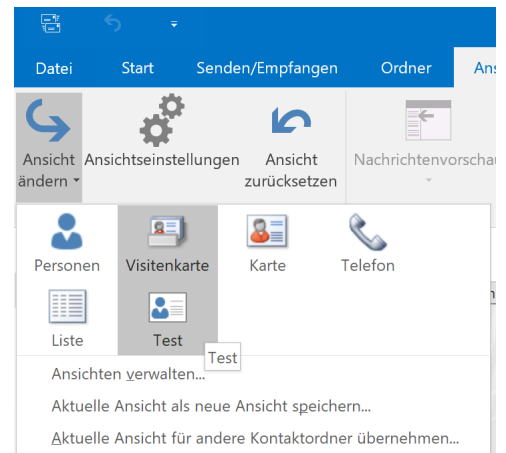 Datei Start Senden/Empfangen Ordner Ans
Ansicht ändern Ansichtseinstellungen Ansicht zurücksetzen Nachrichtenvorschau
Personen Visitenkarte Karte Telefon
Liste Test
Test
Ansichten verwalten...
Aktuelle Ansicht als neue Ansicht speichern...
Aktuelle Ansicht für andere Kontaktordner übernehmen...